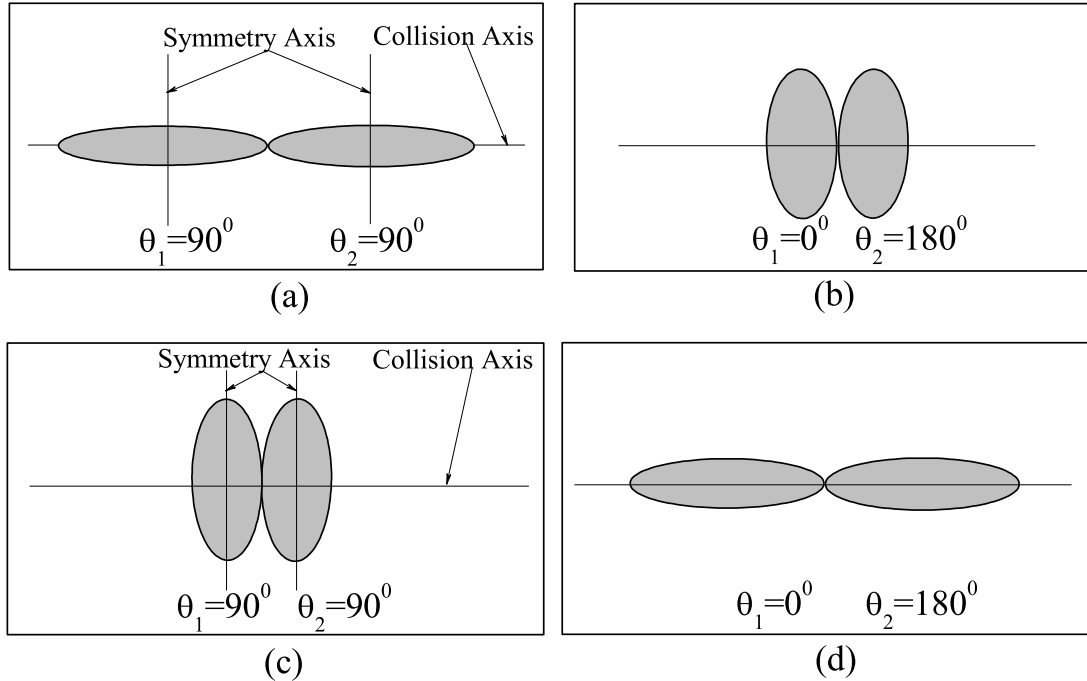 Symmetry Axis Collision Axis
θ₁=90⁰ θ₂=90⁰
(a)
θ₁=0⁰ θ₂=180⁰
(b)
Symmetry Axis Collision Axis
θ₁=90⁰ θ₂=90⁰
(c)
θ₁=0⁰ θ₂=180⁰
(d)